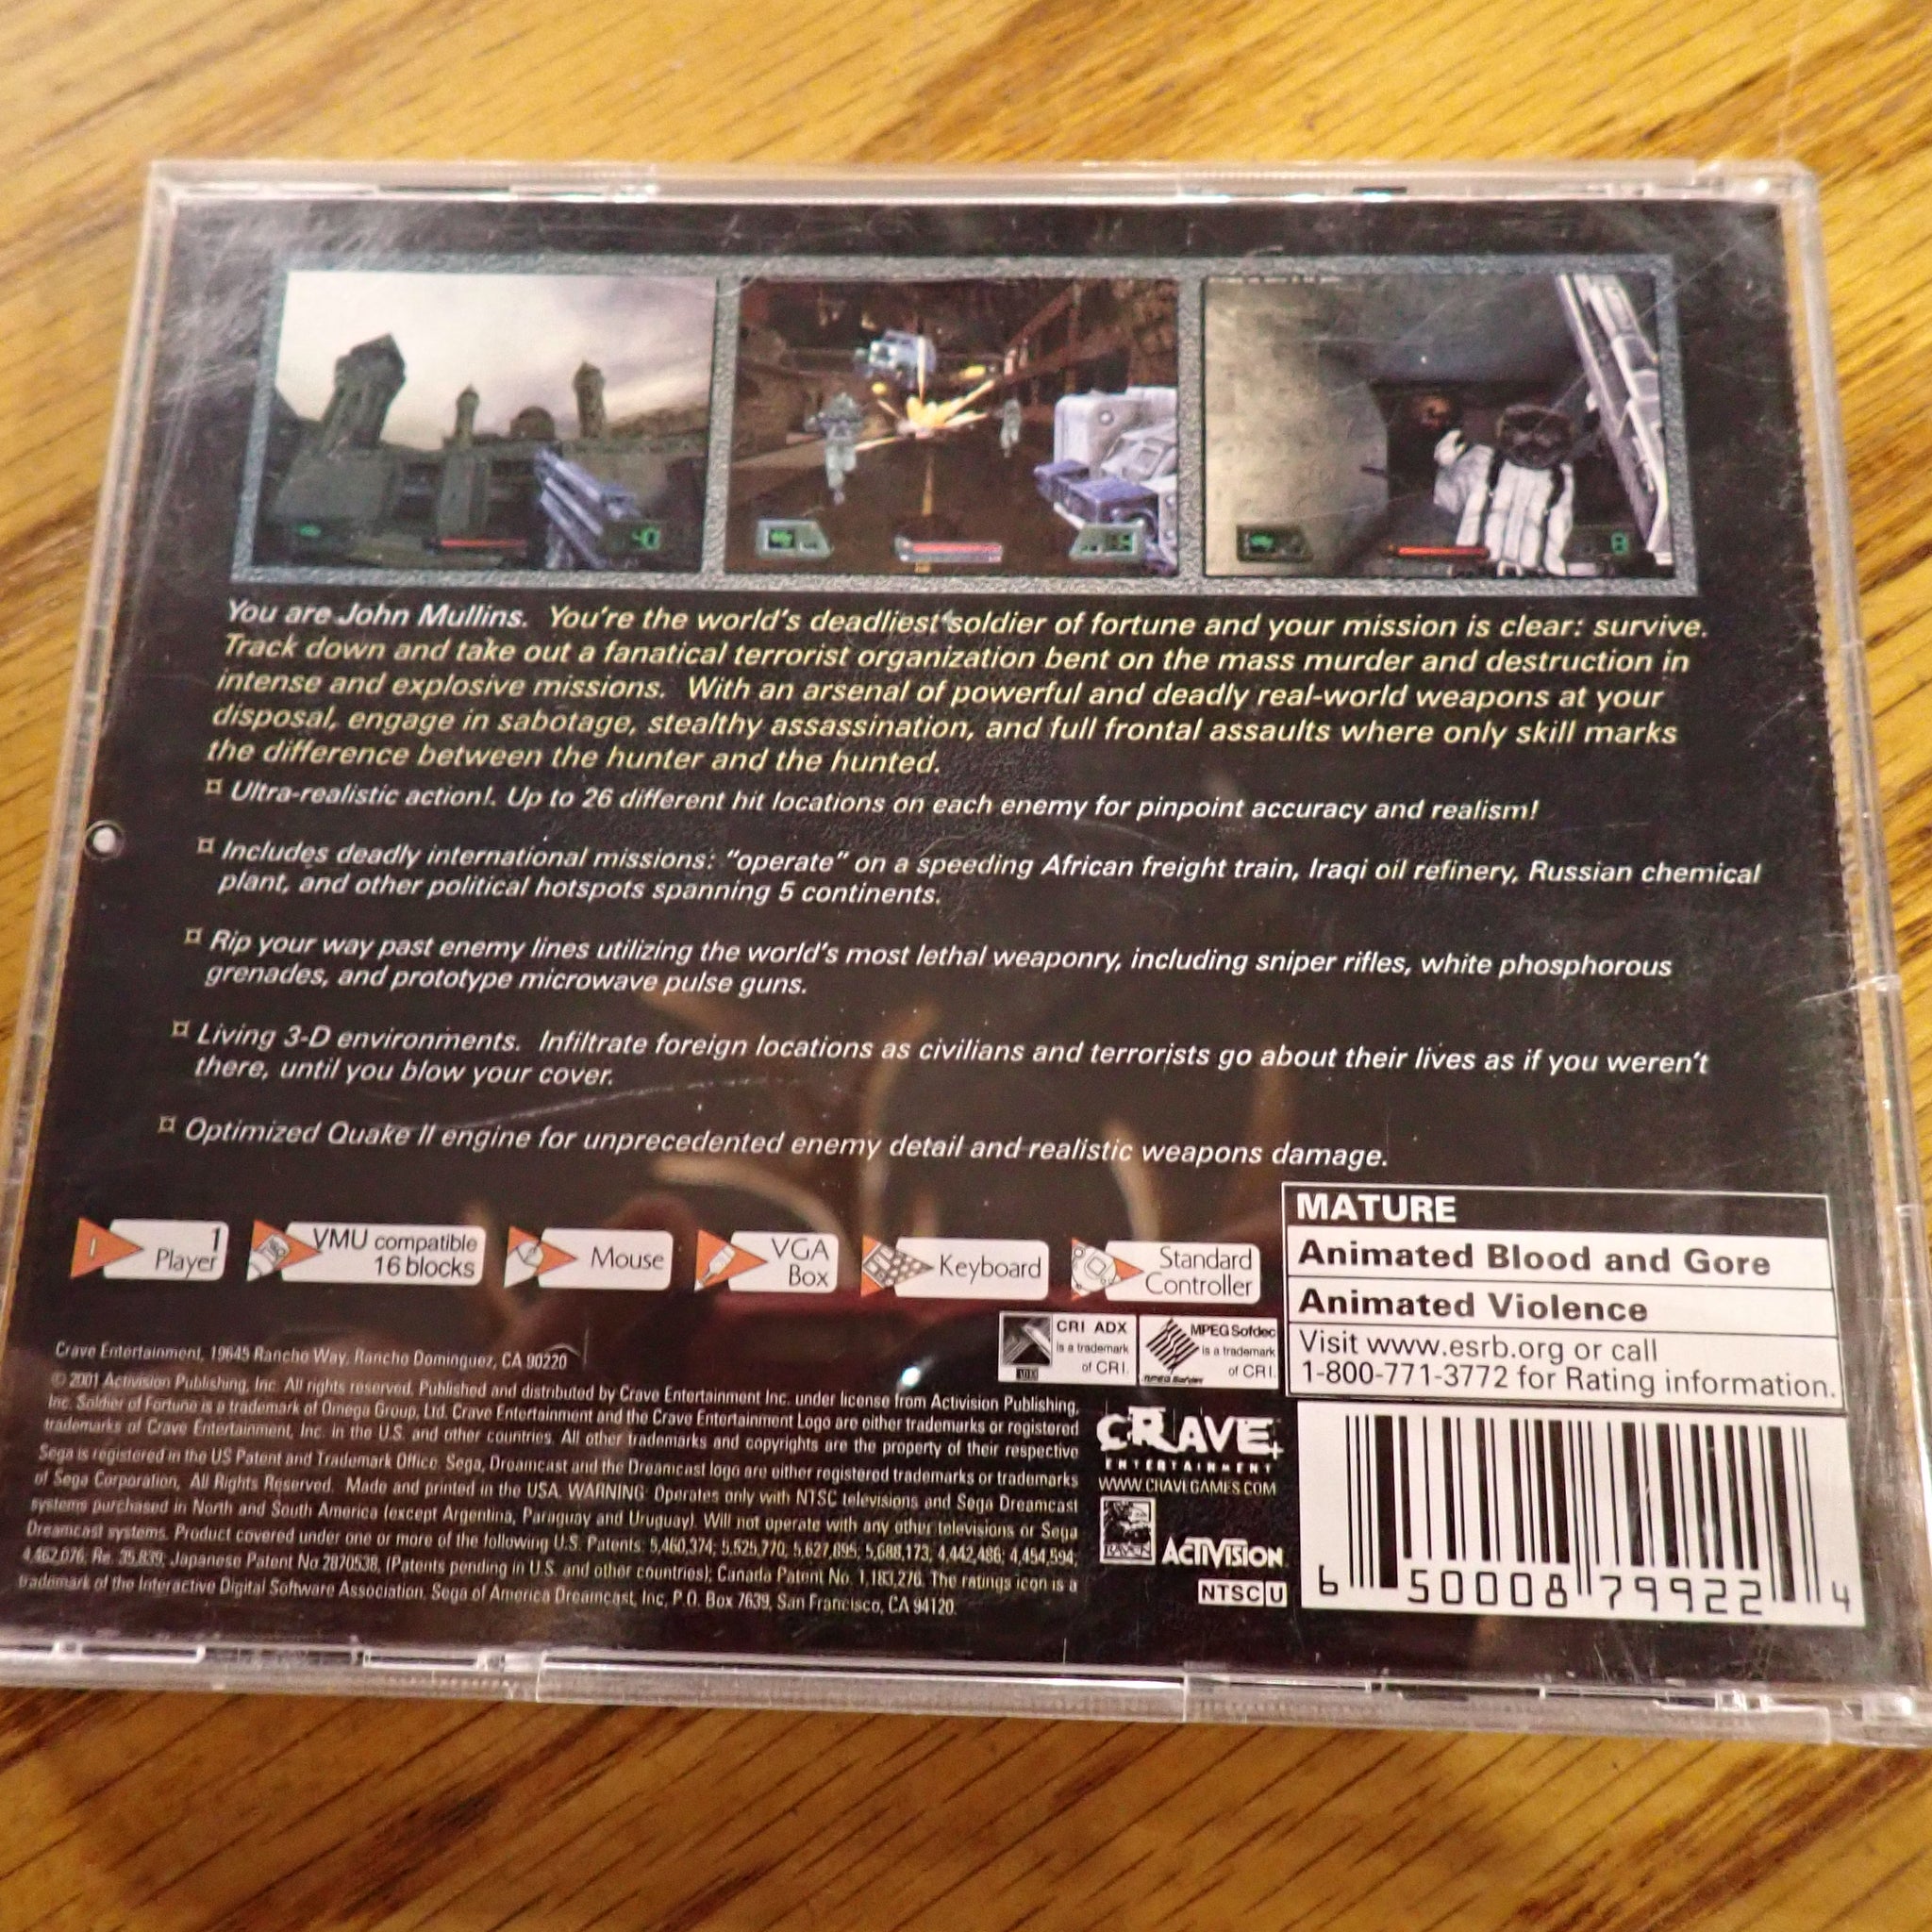 You are John Mullins. You're the world's deadliest soldier of fortune and your mission is clear: survive.
Track down and take out a fanatical terrorist organization bent on the mass murder and destruction in
intense and explosive missions. With an arsenal of powerful and deadly real-world weapons at your
disposal, engage in sabotage, stealthy assassination, and full frontal assaults where only skill marks
the difference between the hunter and the hunted.
¤ Ultra-realistic action!. Up to 26 different hit locations on each enemy for pinpoint accuracy and realism!
¤ Includes deadly international missions: "operate" on a speeding African freight train, Iraqi oil refinery, Russian chemical
plant, and other political hotspots spanning 5 continents.
¤ Rip your way past enemy lines utilizing the world's most lethal weaponry, including sniper rifles, white phosphorous
grenades, and prototype microwave pulse guns.
¤ Living 3-D environments. Infiltrate foreign locations as civilians and terrorists go about their lives as if you weren't
there, until you blow your cover.
¤ Optimized Quake II engine for unprecedented enemy detail and realistic weapons damage.
1
Player
VMU compatible
16 blocks
Mouse
VGA
Box
Keyboard
Standard
Controller
MATURE
Animated Blood and Gore
Animated Violence
Visit www.esrb.org or call
1-800-771-3772 for Rating information.
CRI ADX
is a trademark
of CRI.
MPEG Sofdec
is a trademark
of CRI
Crave Entertainment, 19645 Rancho Way, Rancho Dominguez, CA 90220
© 2001 Activision Publishing, Inc. All rights reserved. Published and distributed by Crave Entertainment Inc. under license from Activision Publishing,
Inc. Soldier of Fortune is a trademark of Omega Group, Ltd. Crave Entertainment and the Crave Entertainment Logo are either trademarks or registered
trademarks of Crave Entertainment, Inc. in the U.S. and other countries. All other trademarks and copyrights are the property of their respective
Sega is registered in the US Patent and Trademark Office. Sega, Dreamcast and the Dreamcast logo are either registered trademarks or trademarks
of Sega Corporation, All Rights Reserved. Made and printed in the USA. WARNING: Operates only with NTSC televisions and Sega Dreamcast
systems purchased in North and South America (except Argentina, Paraguay and Uruguay). Will not operate with any other televisions or Sega
Dreamcast systems. Product covered under one or more of the following U.S. Patents: 5,460,374; 5,525,770; 5,627,895; 5,688,173; 4,442,486; 4,454,594;
4,462,076; Re. 35,839; Japanese Patent No. 2870538, (Patents pending in U.S. and other countries); Canada Patent No. 1,183,276. The ratings icon is a
trademark of the Interactive Digital Software Association. Sega of America Dreamcast, Inc, P.O. Box 7639, San Francisco, CA 94120.
CRAVE
ENTERTAINMENT
WWW.CRAVEGAMES.COM
RAVEN
ACTIVISION
NTSC U
6 50008 79922 4